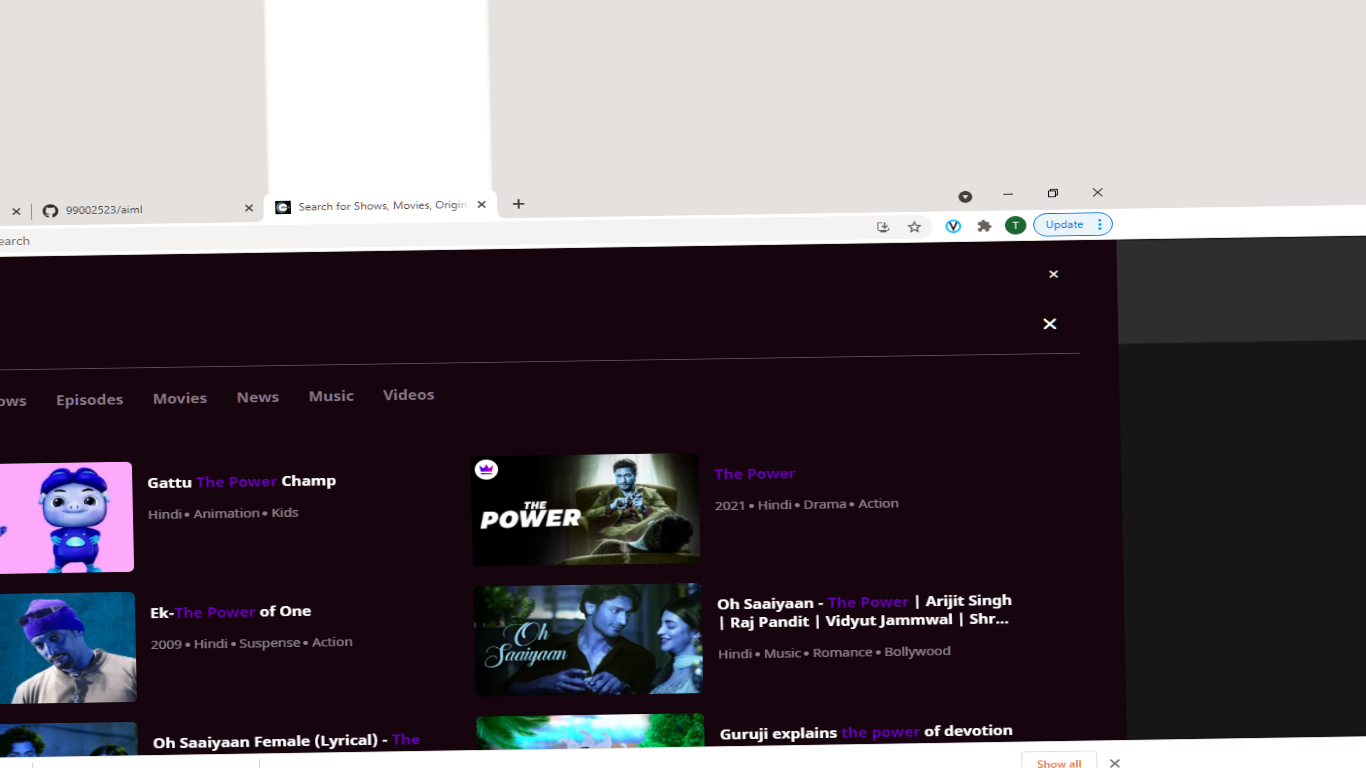 99002523/aiml
Search for Shows, Movies, Origin
earch
T
Update
ows
Episodes
Movies
News
Music
Videos
Gattu The Power Champ
Hindi • Animation • Kids
THE
POWER
The Power
2021 • Hindi • Drama • Action
Ek-The Power of One
2009 • Hindi • Suspense • Action
Oh
Saaiyaan
Oh Saaiyaan - The Power | Arijit Singh
| Raj Pandit | Vidyut Jammwal | Shr...
Hindi • Music • Romance • Bollywood
Oh Saaiyaan Female (Lyrical) - The
Guruji explains the power of devotion
Show all